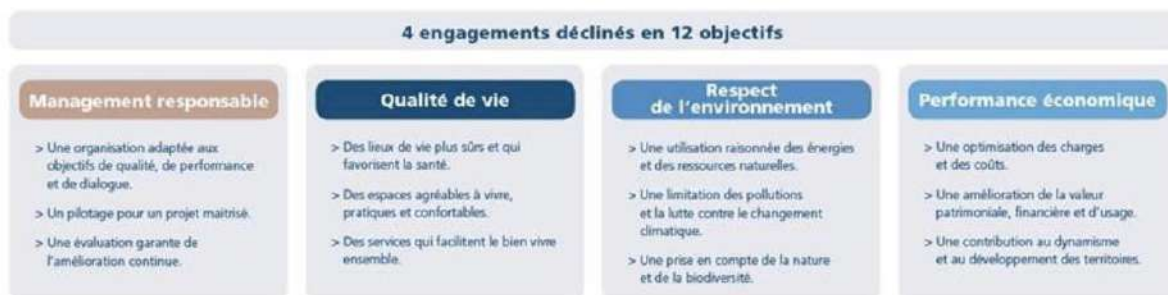 4 engagements déclinés en 12 objectifs
Management responsable
> Une organisation adaptée aux
objectifs de qualité, de performance
et de dialogue.
> Un pilotage pour un projet maitrisé.
> Une évaluation garante de
l'amélioration continue.
Qualité de vie
> Des lieux de vie plus sûrs et qui
favorisent la santé.
> Des espaces agréables à vivre,
pratiques et confortables.
> Des services qui facilitent le bien vivre
ensemble.
Respect
de l'environnement
> Une utilisation raisonnée des énergies
et des ressources naturelles.
> Une limitation des pollutions
et la lutte contre le changement
climatique.
> Une prise en compte de la nature
et de la biodiversité.
Performance économique
> Une optimisation des charges
et des coûts.
> Une amélioration de la valeur
patrimoniale, financière et d'usage.
> Une contribution au dynamisme
et au développement des territoires.